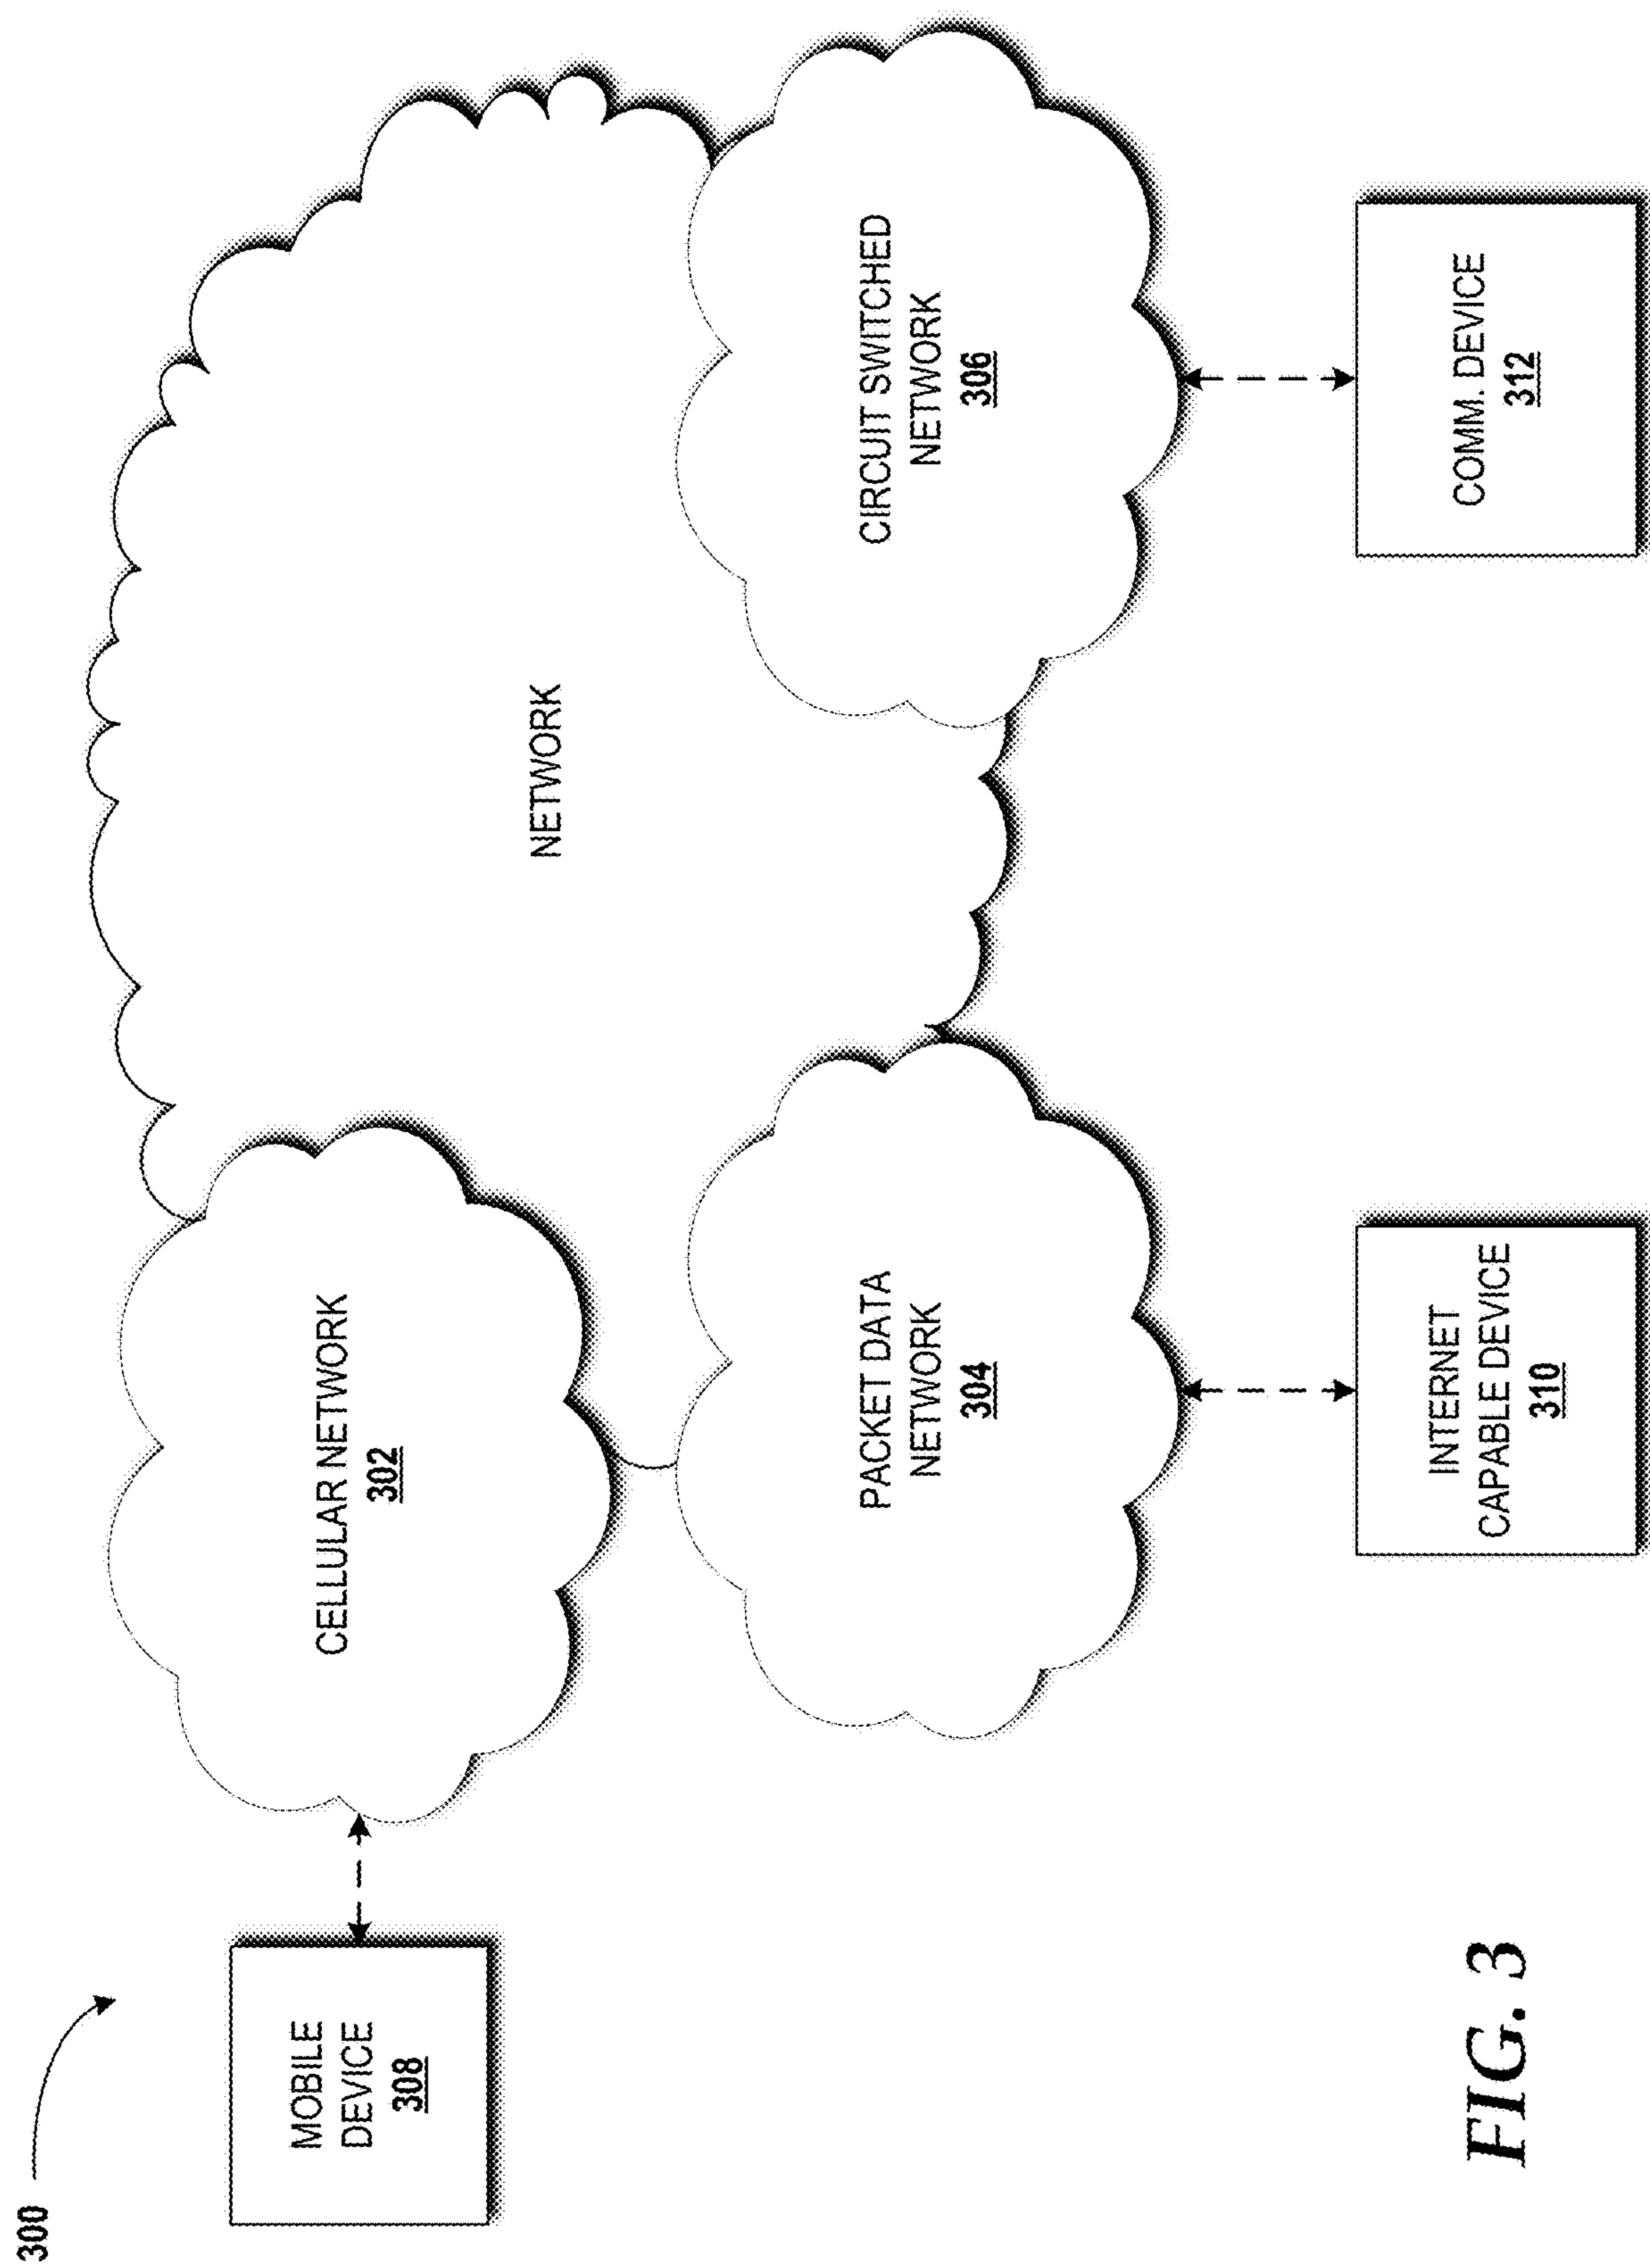 300
MOBILE
DEVICE
308
CELLULAR NETWORK
302
NETWORK
PACKET DATA
NETWORK
304
CIRCUIT SWITCHED
NETWORK
306
INTERNET
CAPABLE DEVICE
310
COMM. DEVICE
312
FIG. 3